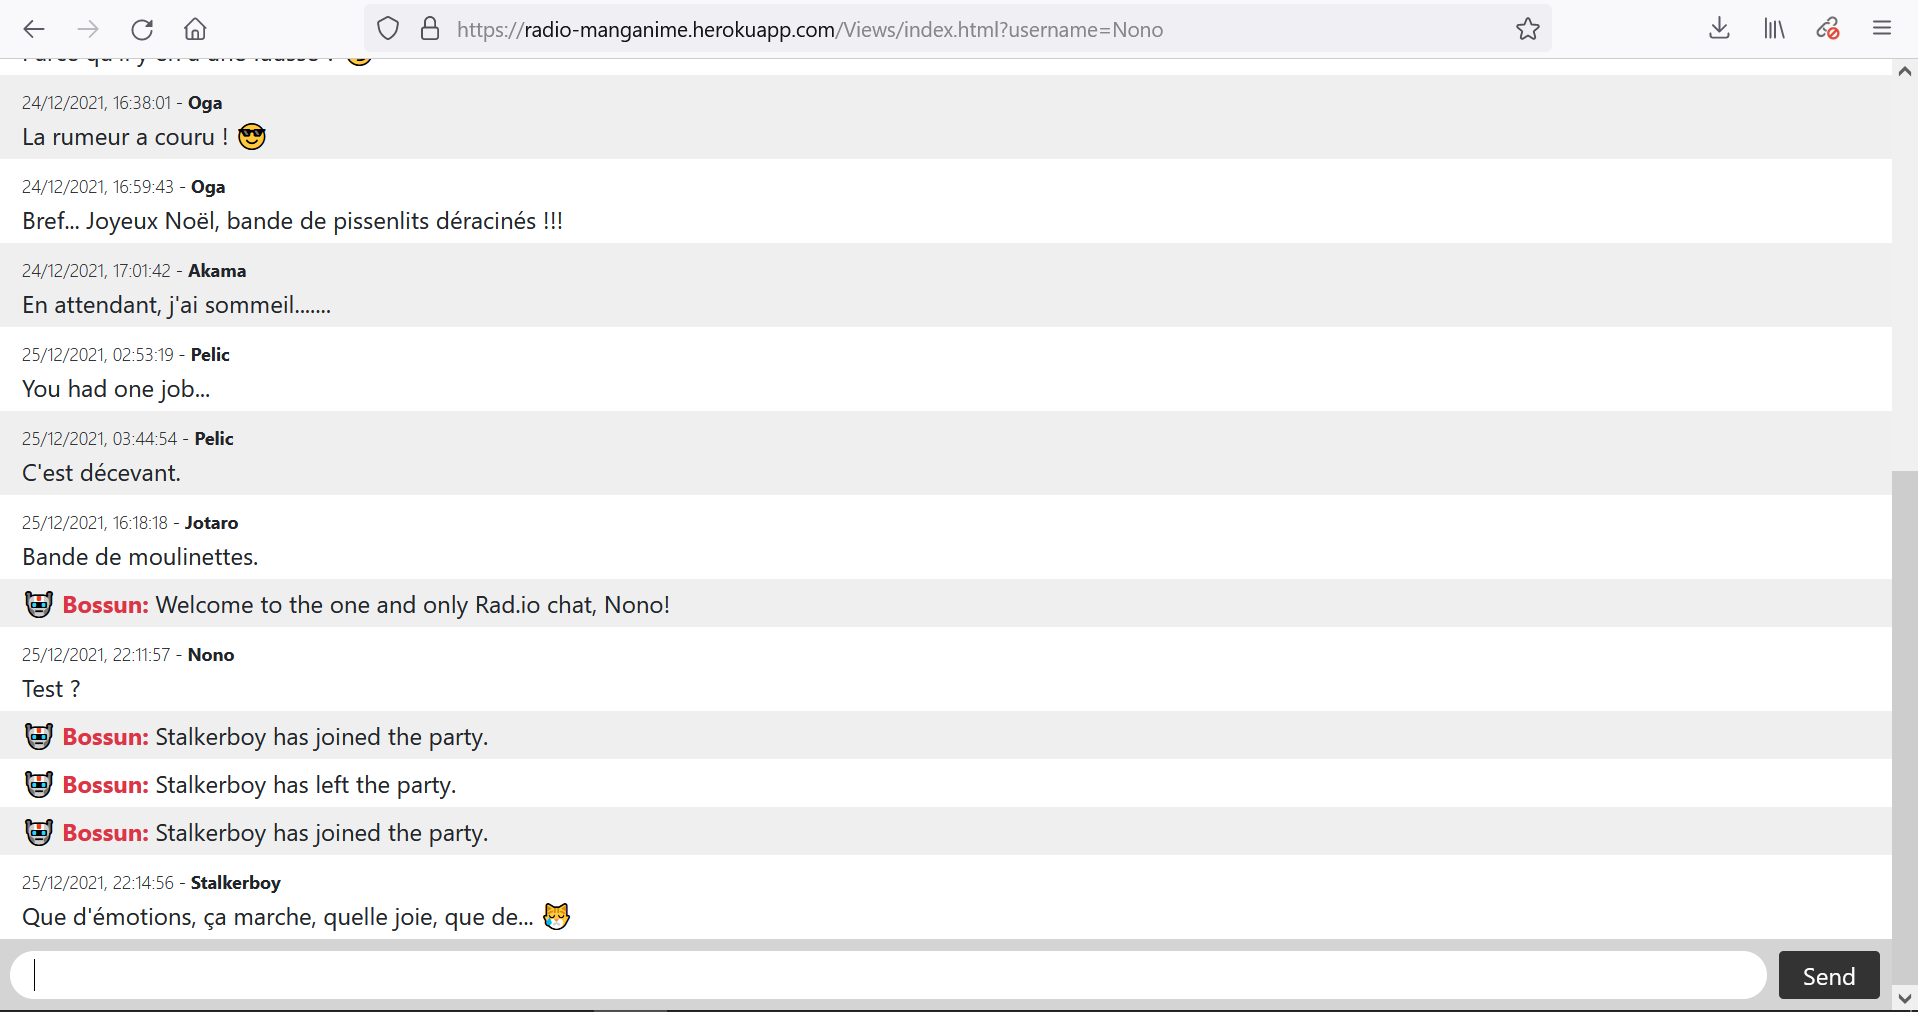 https://radio-manganime.herokuapp.com/Views/index.html?username=Nono
24/12/2021, 16:38:01 - Oga
La rumeur a couru ! 😎
24/12/2021, 16:59:43 - Oga
Bref... Joyeux Noël, bande de pissenlits déracinés !!!
24/12/2021, 17:01:42 - Akama
En attendant, j'ai sommeil.......
25/12/2021, 02:53:19 - Pelic
You had one job...
25/12/2021, 03:44:54 - Pelic
C'est décevant.
25/12/2021, 16:18:18 - Jotaro
Bande de moulinettes.
🤖 Bossun: Welcome to the one and only Rad.io chat, Nono!
25/12/2021, 22:11:57 - Nono
Test ?
🤖 Bossun: Stalkerboy has joined the party.
🤖 Bossun: Stalkerboy has left the party.
🤖 Bossun: Stalkerboy has joined the party.
25/12/2021, 22:14:56 - Stalkerboy
Que d'émotions, ça marche, quelle joie, que de... 😿
Send